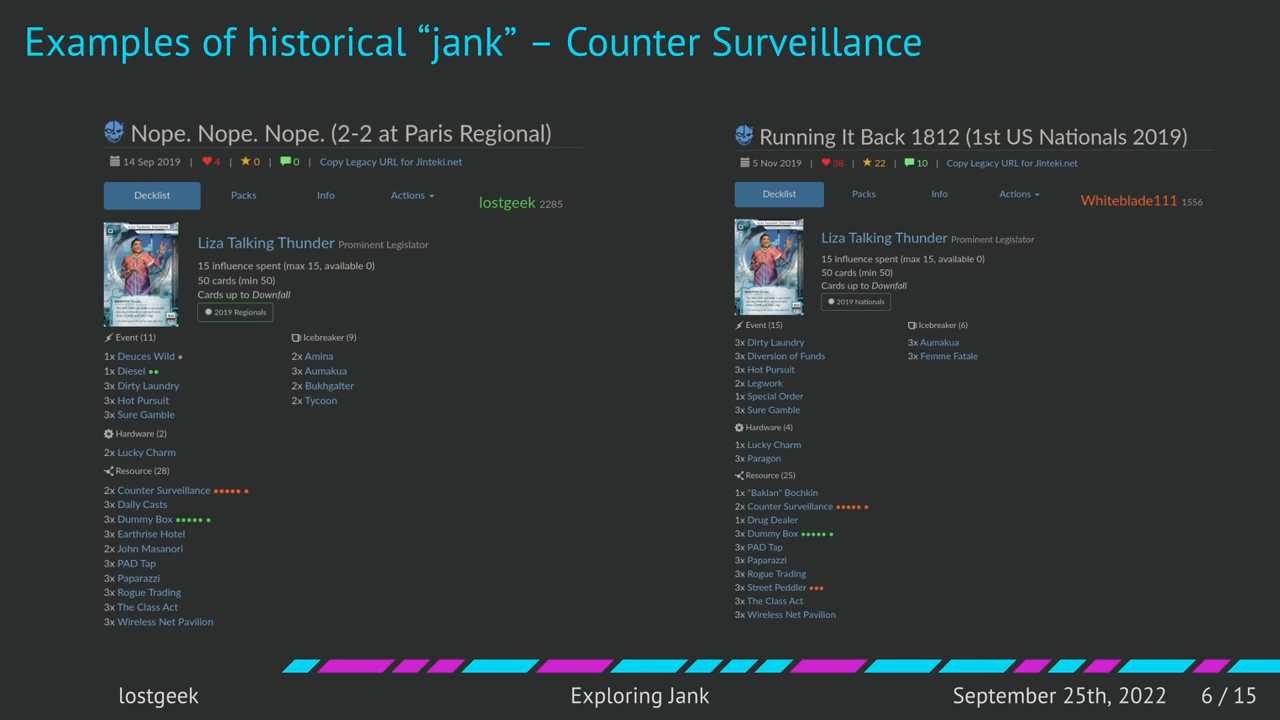 Examples of historical “jank” – Counter Surveillance
Nope. Nope. Nope. (2-2 at Paris Regional)
14 Sep 2019 | 4 | 0 | 0 | Copy Legacy URL for Jinteki.net
Decklist Packs Info Actions
lostgeek 2285
Liza Talking Thunder Prominent Legislator
15 influence spent (max 15, available 0)
50 cards (min 50)
Cards up to Downfall
2019 Regionals
Event (11)
1x Deuces Wild
1x Diesel
3x Dirty Laundry
3x Hot Pursuit
3x Sure Gamble
Hardware (2)
2x Lucky Charm
Resource (28)
2x Counter Surveillance
3x Daily Casts
3x Dummy Box
3x Earthrise Hotel
2x John Masanori
3x PAD Tap
3x Paparazzi
3x Rogue Trading
3x The Class Act
3x Wireless Net Pavilion
Icebreaker (9)
2x Amina
3x Aumakua
2x Bukhgalter
2x Tycoon
Running It Back 1812 (1st US Nationals 2019)
5 Nov 2019 | 38 | 22 | 10 | Copy Legacy URL for Jinteki.net
Decklist Packs Info Actions
Whiteblade111 1556
Liza Talking Thunder Prominent Legislator
15 influence spent (max 15, available 0)
50 cards (min 50)
Cards up to Downfall
2019 Nationals
Event (15)
3x Dirty Laundry
3x Diversion of Funds
3x Hot Pursuit
2x Legwork
1x Special Order
3x Sure Gamble
Hardware (4)
1x Lucky Charm
3x Paragon
Resource (25)
1x "Baklan" Bochkin
2x Counter Surveillance
1x Drug Dealer
3x Dummy Box
3x PAD Tap
3x Paparazzi
3x Rogue Trading
3x Street Peddler
3x The Class Act
3x Wireless Net Pavilion
Icebreaker (6)
3x Aumakua
3x Femme Fatale
lostgeek
Exploring Jank
September 25th, 2022 6 / 15